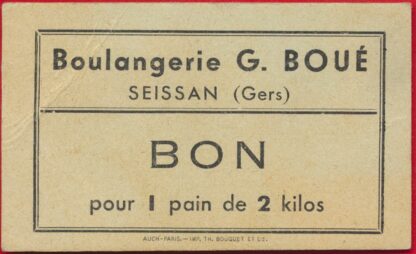 Boulangerie G. BOUÉ
SEISSAN (Gers)
BON
pour 1 pain de 2 kilos
AUCH-PARIS.—IMP. TH. BOUQUET ET CIE.